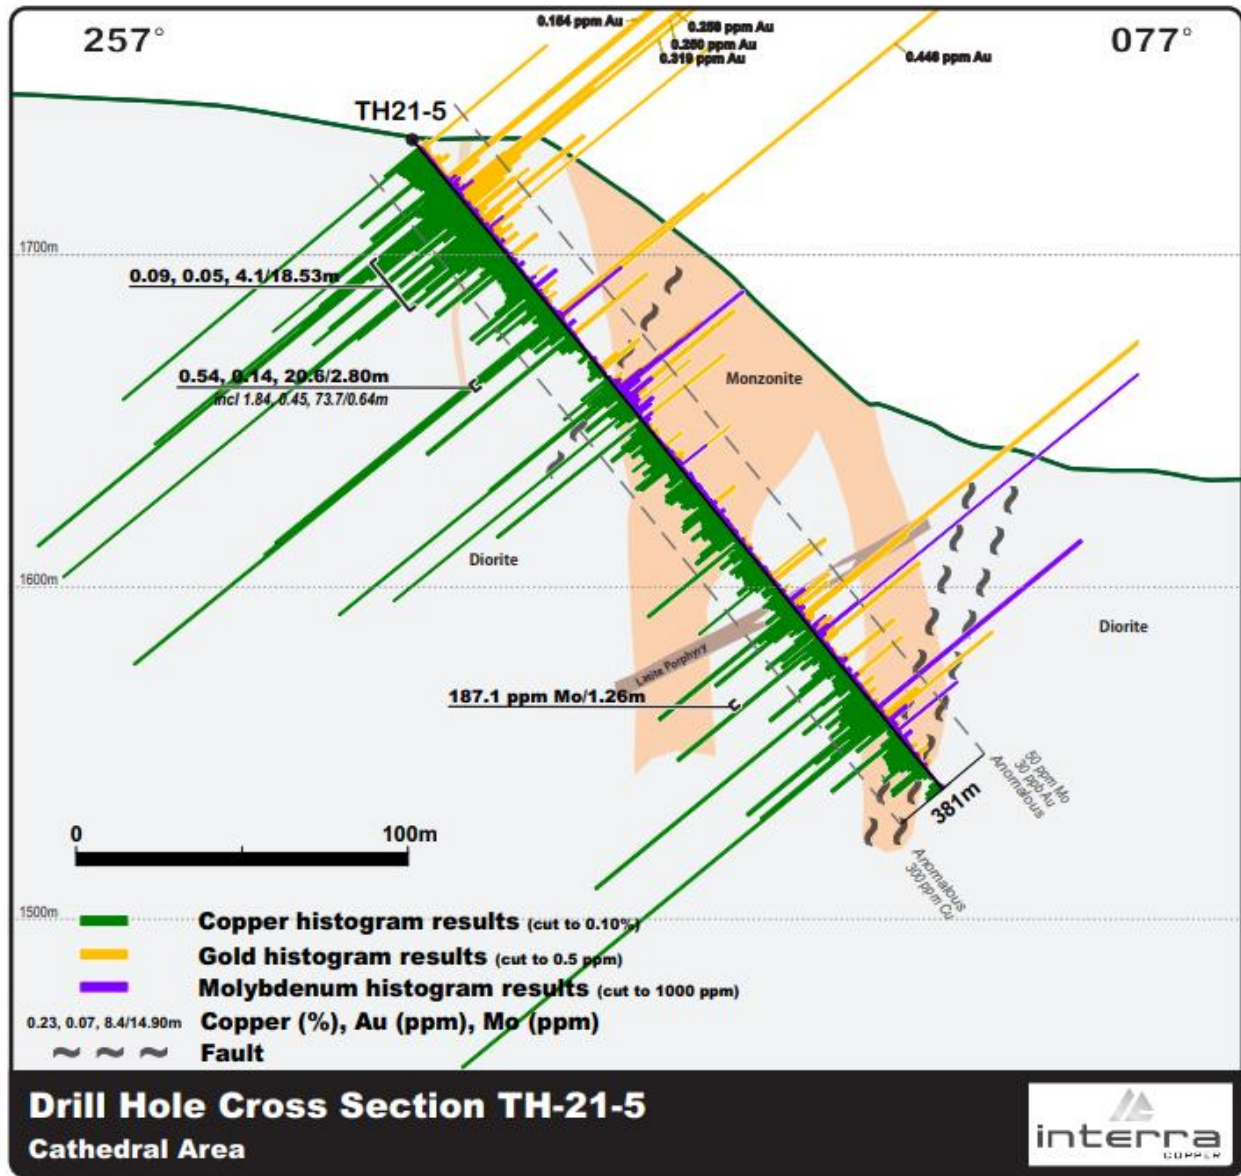 257°
077°
0.164 ppm Au
0.258 ppm Au
0.260 ppm Au
0.319 ppm Au
0.446 ppm Au
TH21-5
1700m
0.09, 0.05, 4.1/18.53m
0.54, 0.14, 20.6/2.80m
incl 1.84, 0.45, 73.7/0.64m
Monzonite
Diorite
1600m
Diorite
Latite Porphyry
187.1 ppm Mo/1.26m
381m
50 ppm Mo
30 ppb Au
Anomalous
Anomalous
300 ppm Cu
0 100m
1500m
Copper histogram results (cut to 0.10%)
Gold histogram results (cut to 0.5 ppm)
Molybdenum histogram results (cut to 1000 ppm)
0.23, 0.07, 8.4/14.90m Copper (%), Au (ppm), Mo (ppm)
Fault
Drill Hole Cross Section TH-21-5
Cathedral Area
interra
COPPER